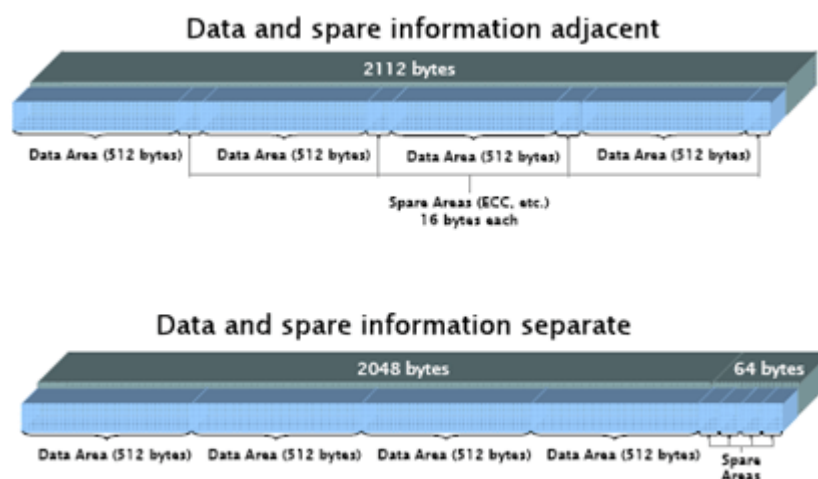 Data and spare information adjacent
2112 bytes
Data Area (512 bytes) Data Area (512 bytes) Data Area (512 bytes) Data Area (512 bytes)
Spare Areas (ECC, etc.)
16 bytes each
Data and spare information separate
2048 bytes 64 bytes
Data Area (512 bytes) Data Area (512 bytes) Data Area (512 bytes) Data Area (512 bytes) Spare
Areas